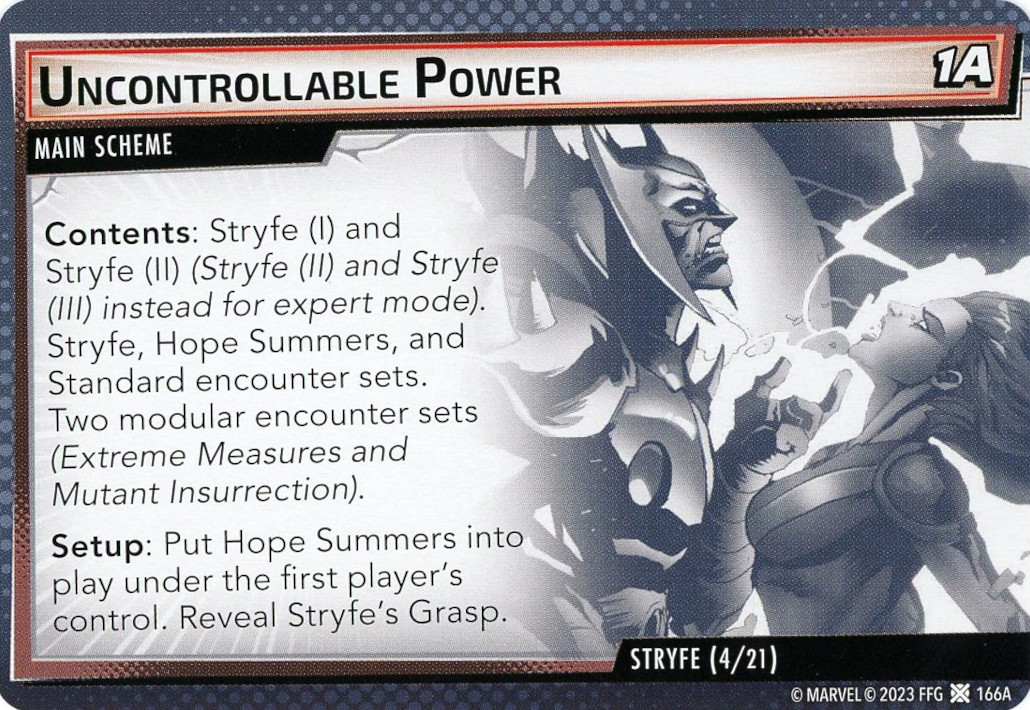 UNCONTROLLABLE POWER
1A
MAIN SCHEME
Contents: Stryfe (I) and
Stryfe (II) (Stryfe (II) and Stryfe
(III) instead for expert mode).
Stryfe, Hope Summers, and
Standard encounter sets.
Two modular encounter sets
(Extreme Measures and
Mutant Insurrection).
Setup: Put Hope Summers into
play under the first player's
control. Reveal Stryfe's Grasp.
STRYFE (4/21)
© MARVEL © 2023 FFG 166A